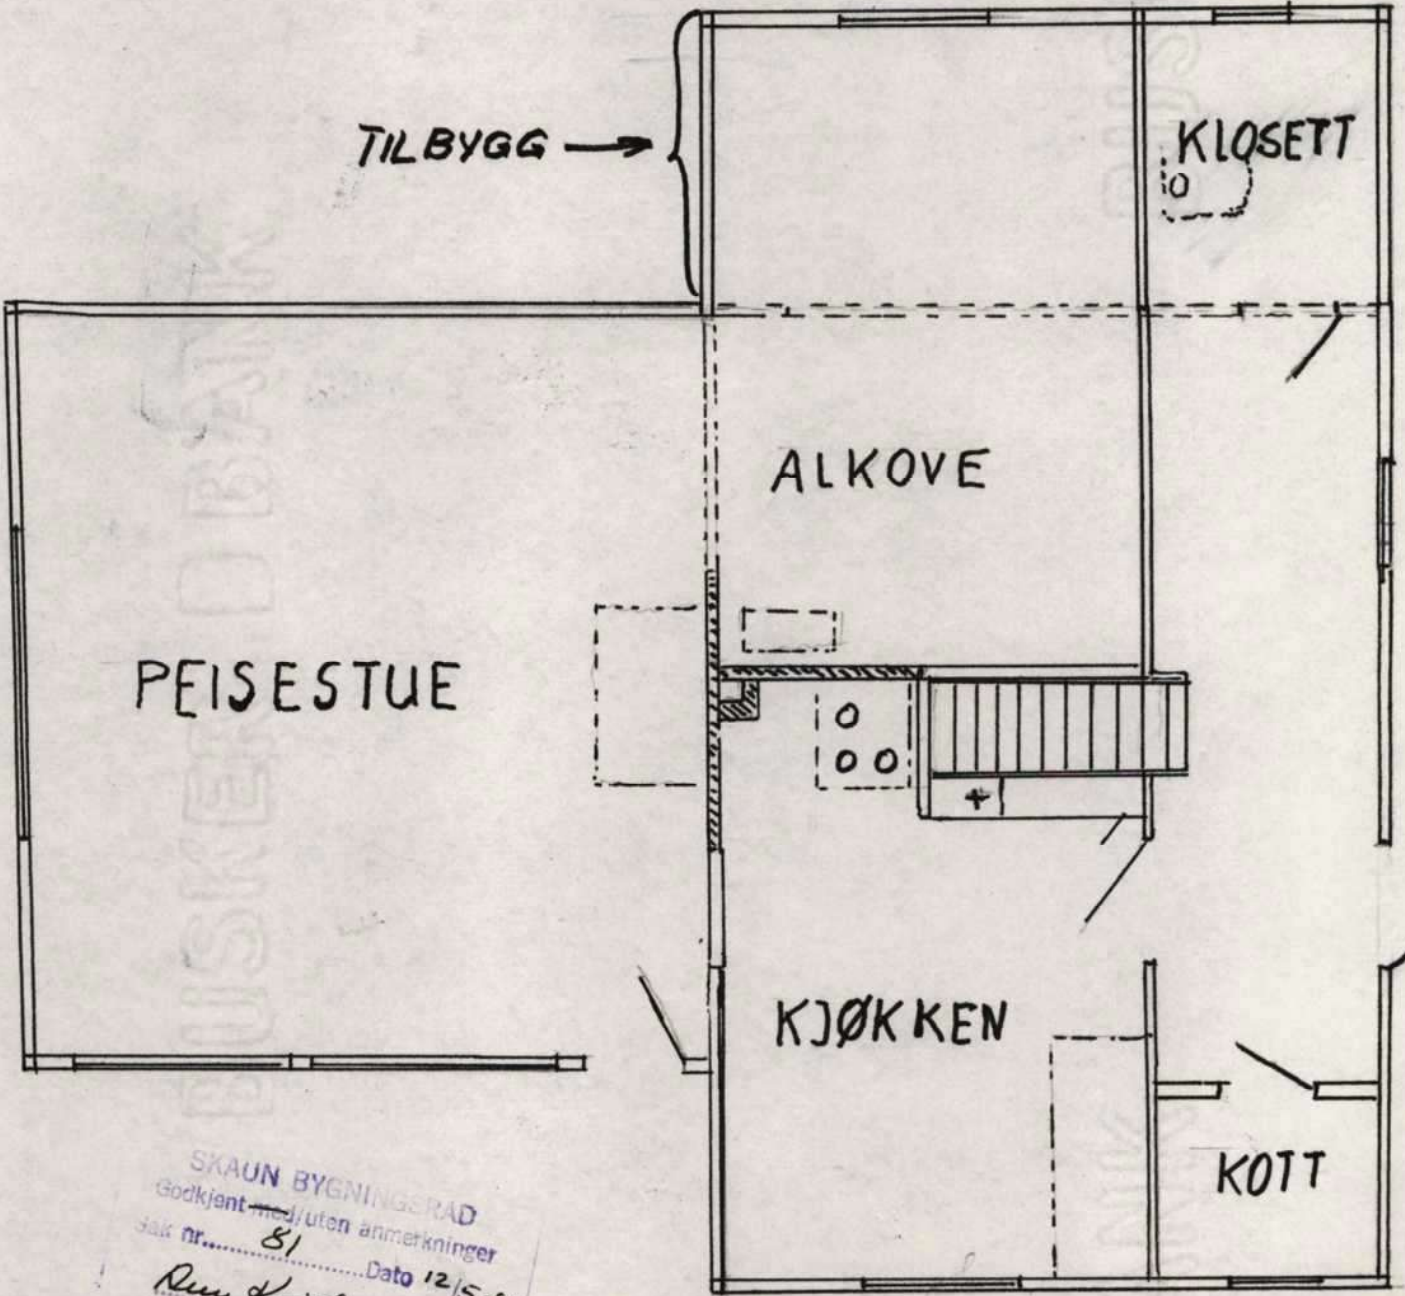 TILBYGG
KLOSETT
ALKOVE
PEISESTUE
KJØKKEN
KOTT
SKAUN BYGNINGSRAD
Godkjent med/uten anmerkninger
Sak nr. 81 Dato 12/5